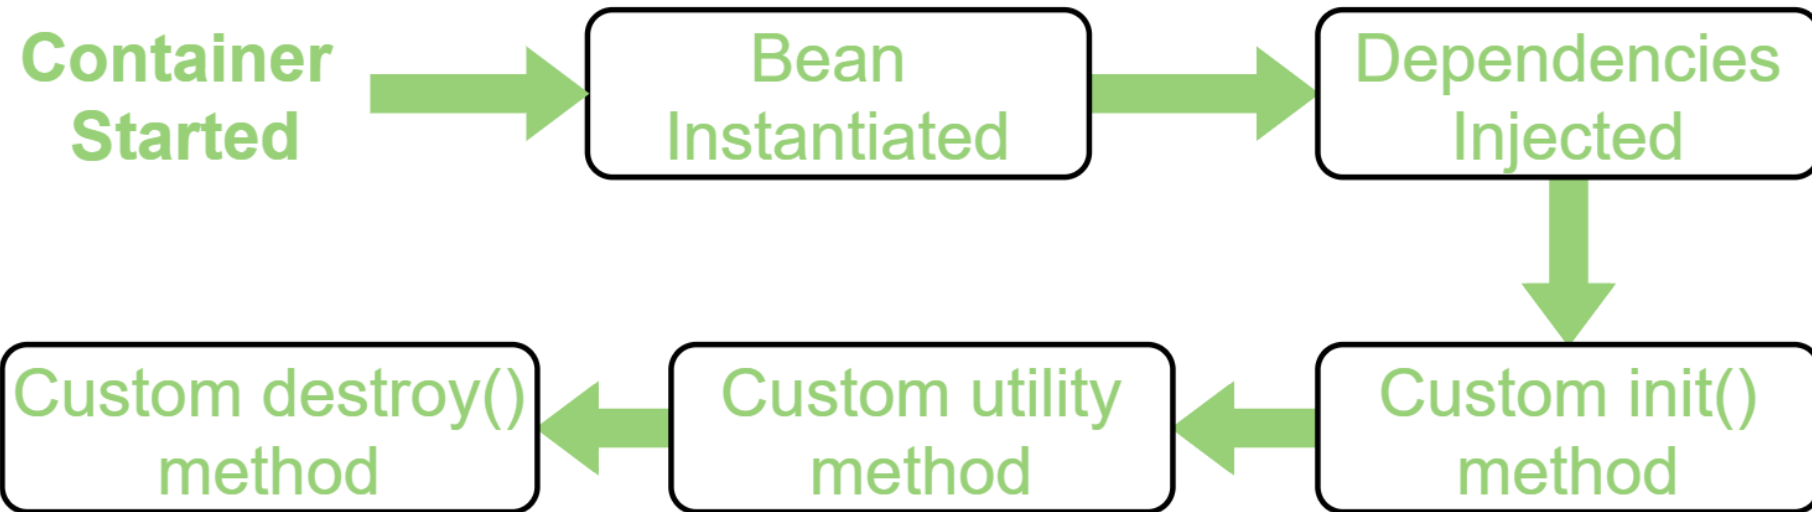 Container
Started
Bean
Instantiated
Dependencies
Injected
Custom init()
method
Custom utility
method
Custom destroy()
method